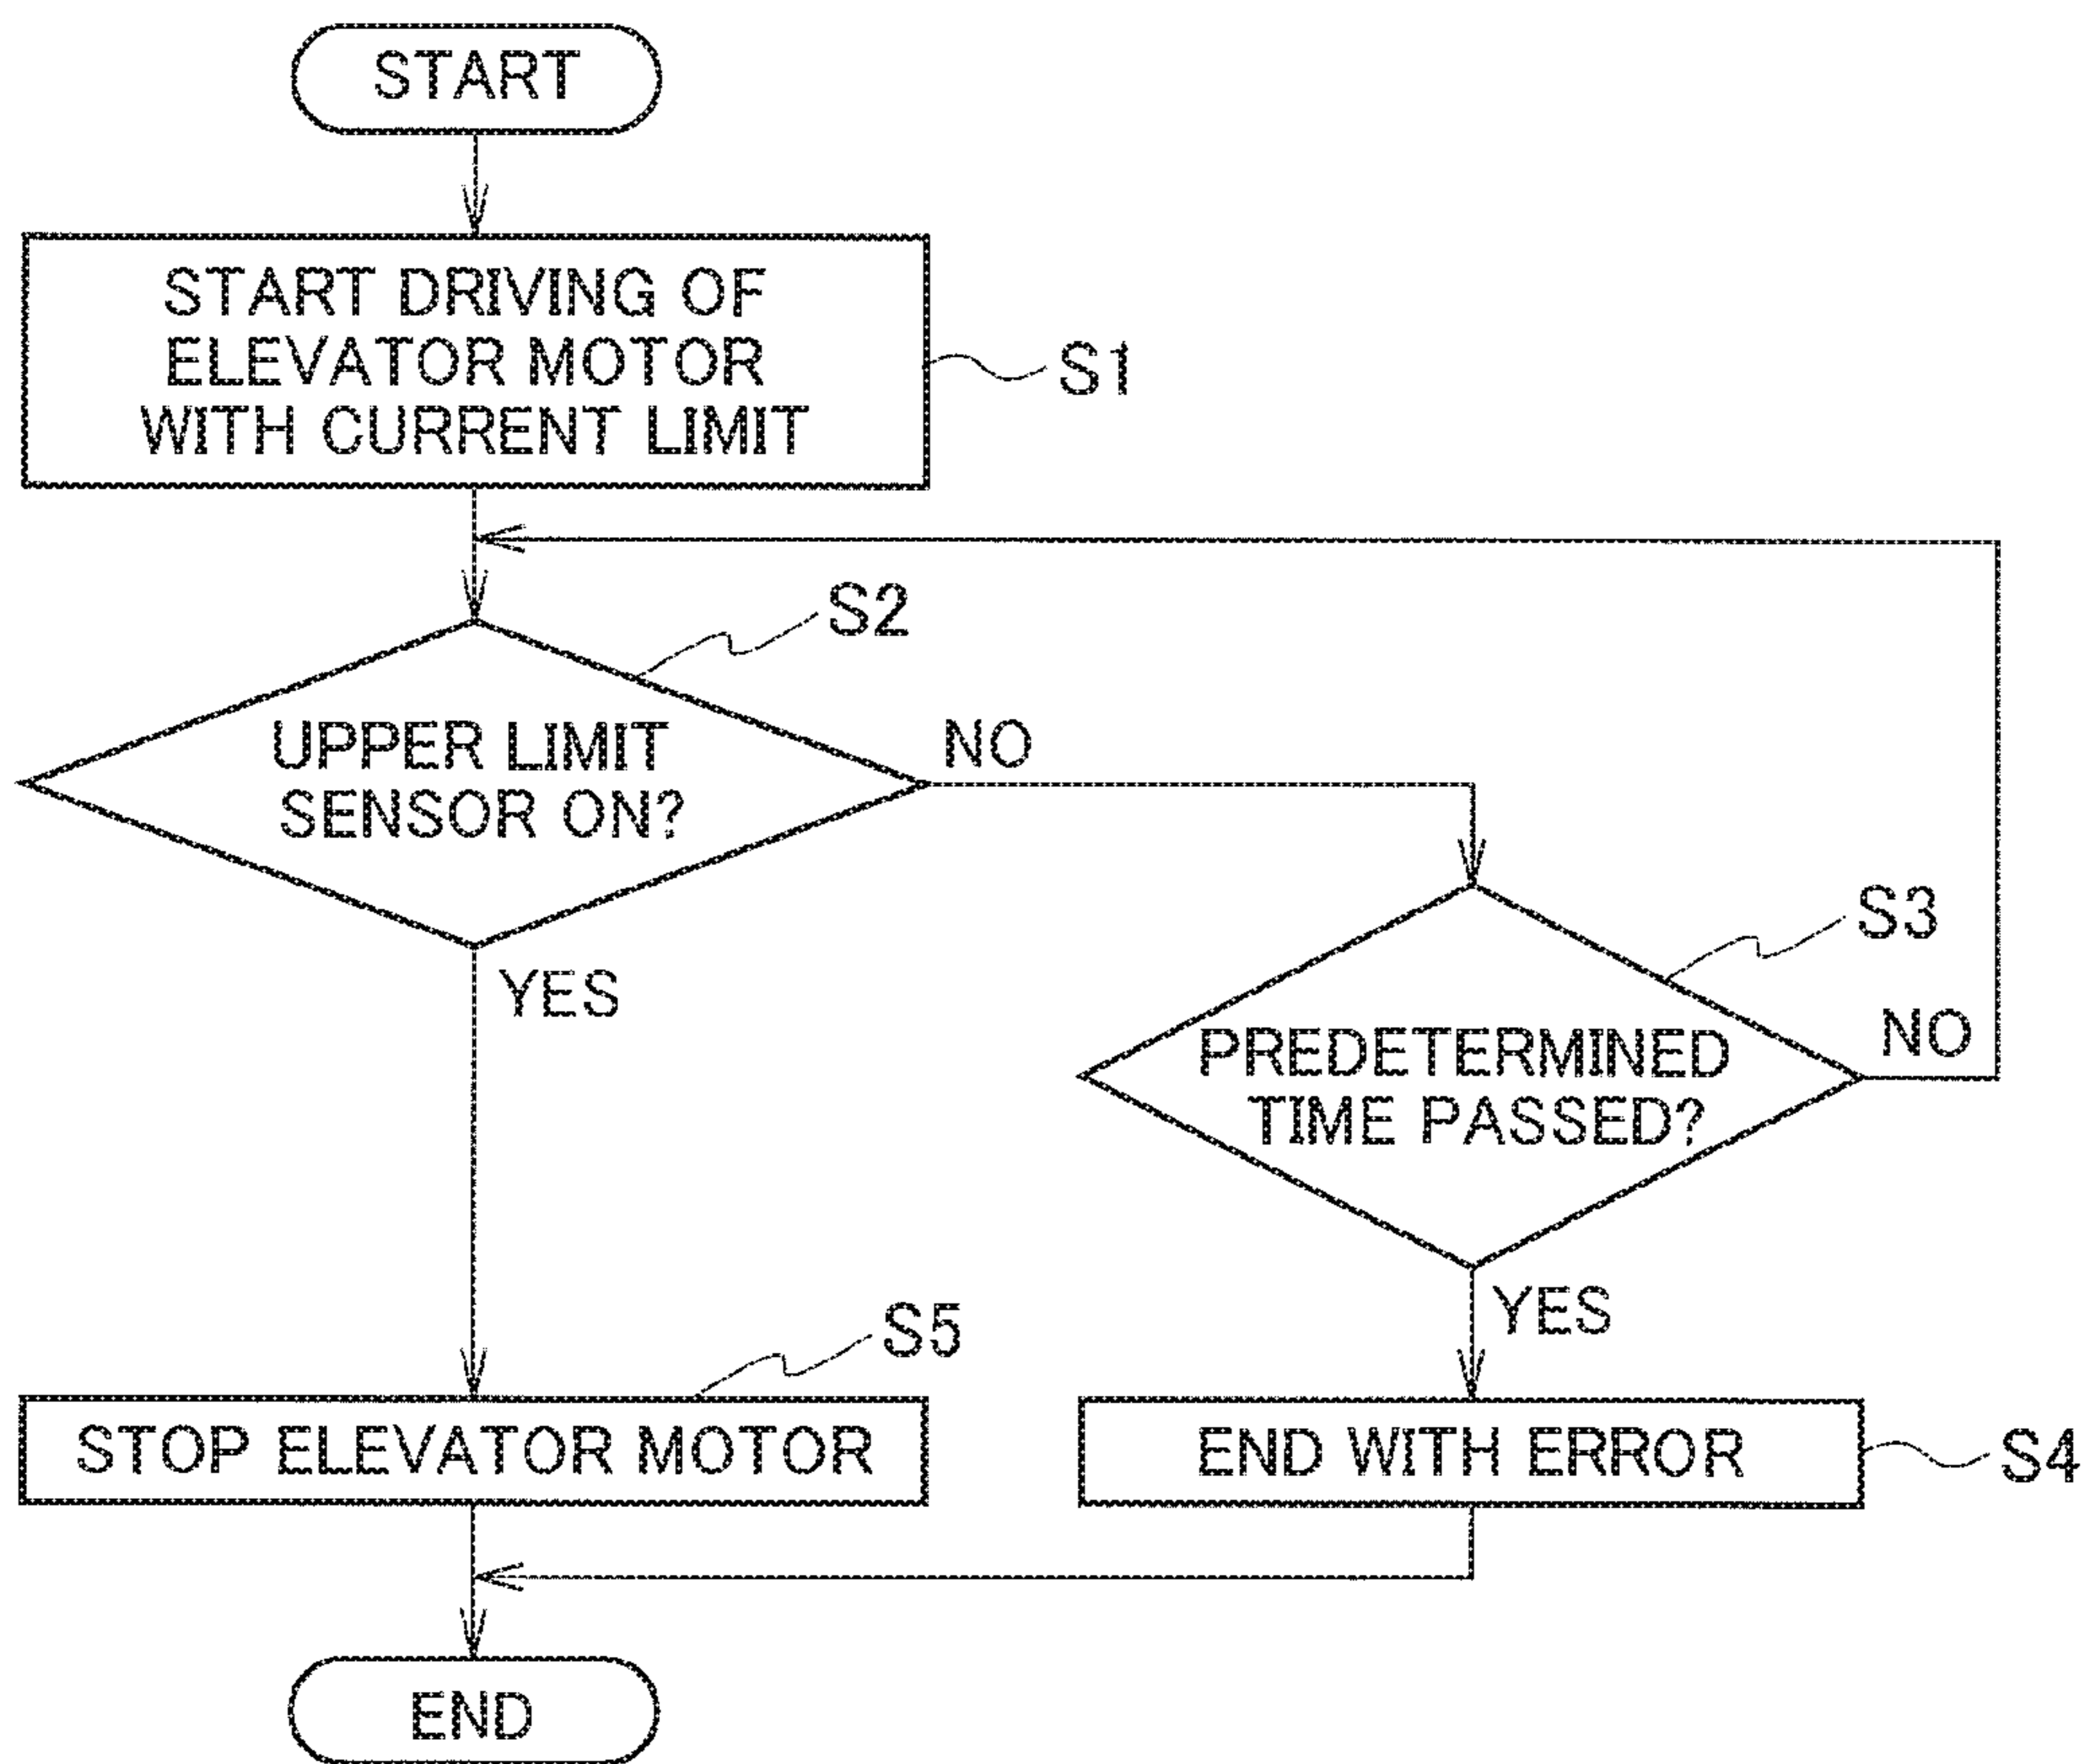 START
START DRIVING OF
ELEVATOR MOTOR
WITH CURRENT LIMIT
S1
S2
UPPER LIMIT
SENSOR ON?
NO
YES
S3
PREDETERMINED
TIME PASSED?
NO
YES
S5
STOP ELEVATOR MOTOR
END WITH ERROR
S4
END